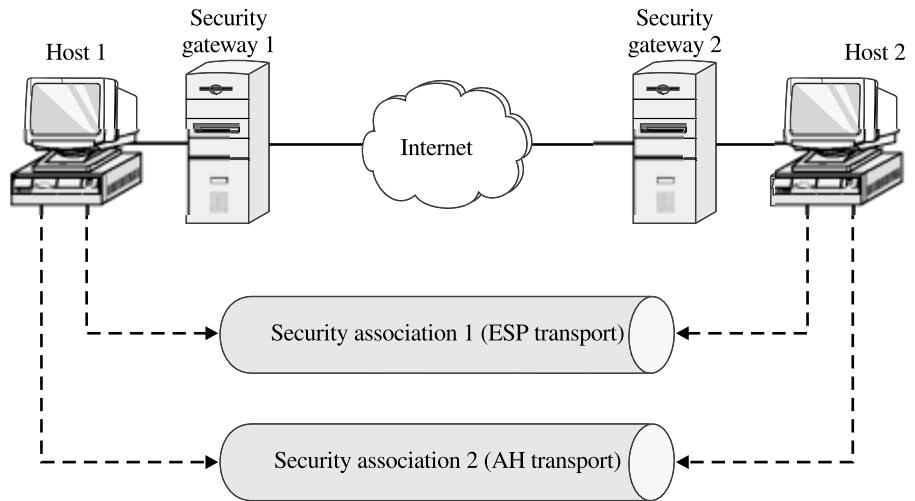 Security
gateway 1
Security
gateway 2
Host 1
Host 2
Internet
Security association 1 (ESP transport)
Security association 2 (AH transport)